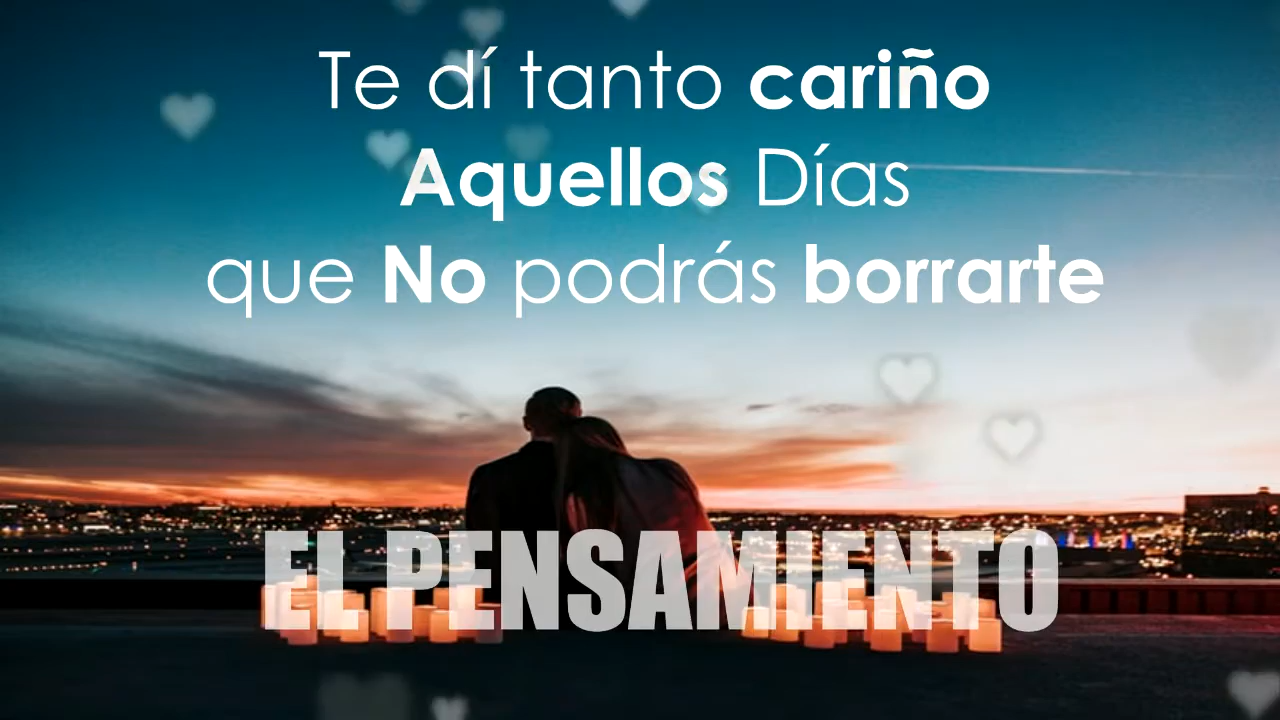 Te dí tanto cariño
Aquellos Días
que No podrás borrarte
EL PENSAMIENTO